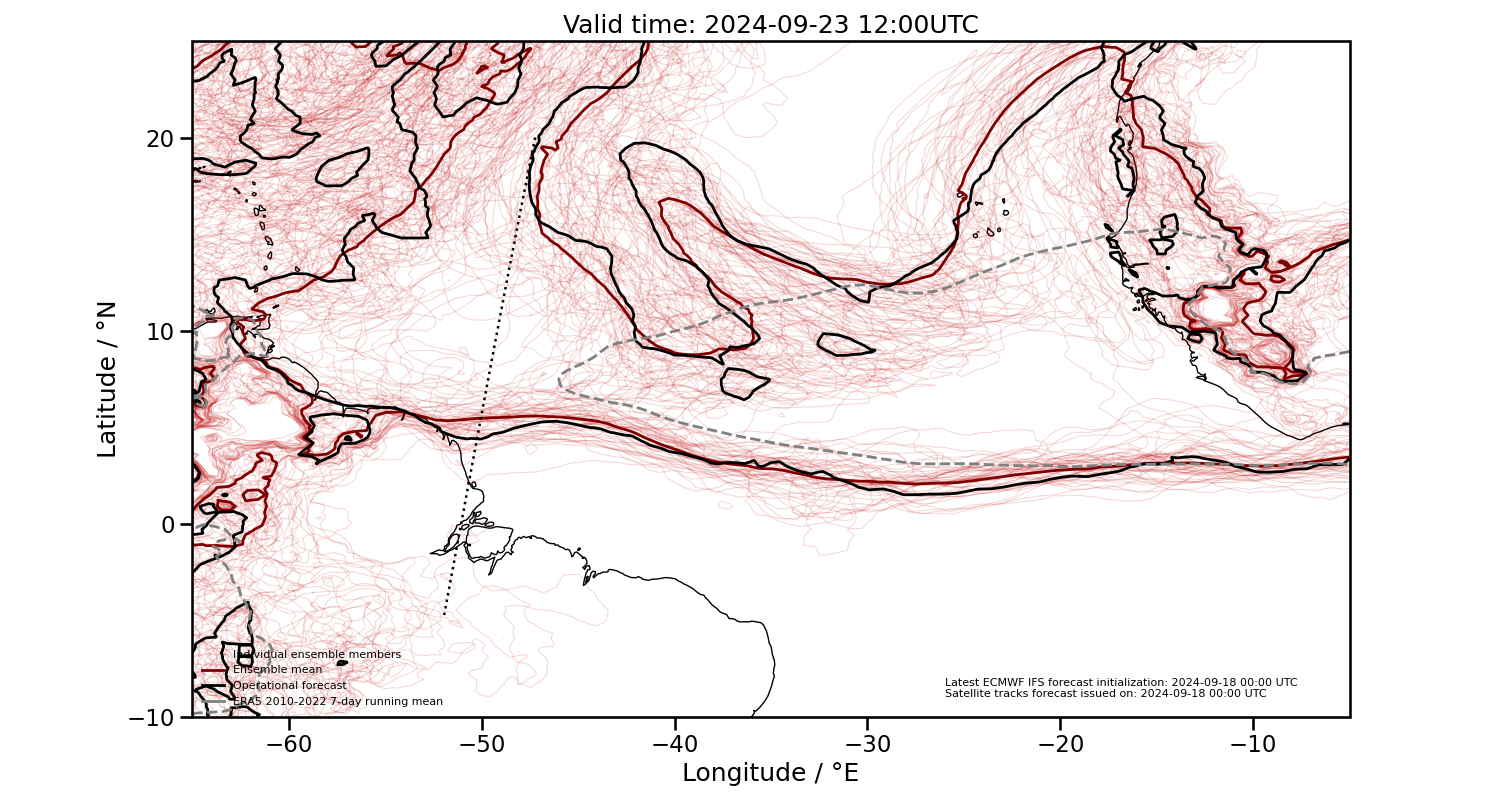 Valid time: 2024-09-23 12:00UTC
Latitude / °N
20
10
0
−10
Individual ensemble members
Ensemble mean
Operational forecast
ERA5 2010-2022 7-day running mean
Latest ECMWF IFS forecast initialization: 2024-09-18 00:00 UTC
Satellite tracks forecast issued on: 2024-09-18 00:00 UTC
−60 −50 −40 −30 −20 −10
Longitude / °E